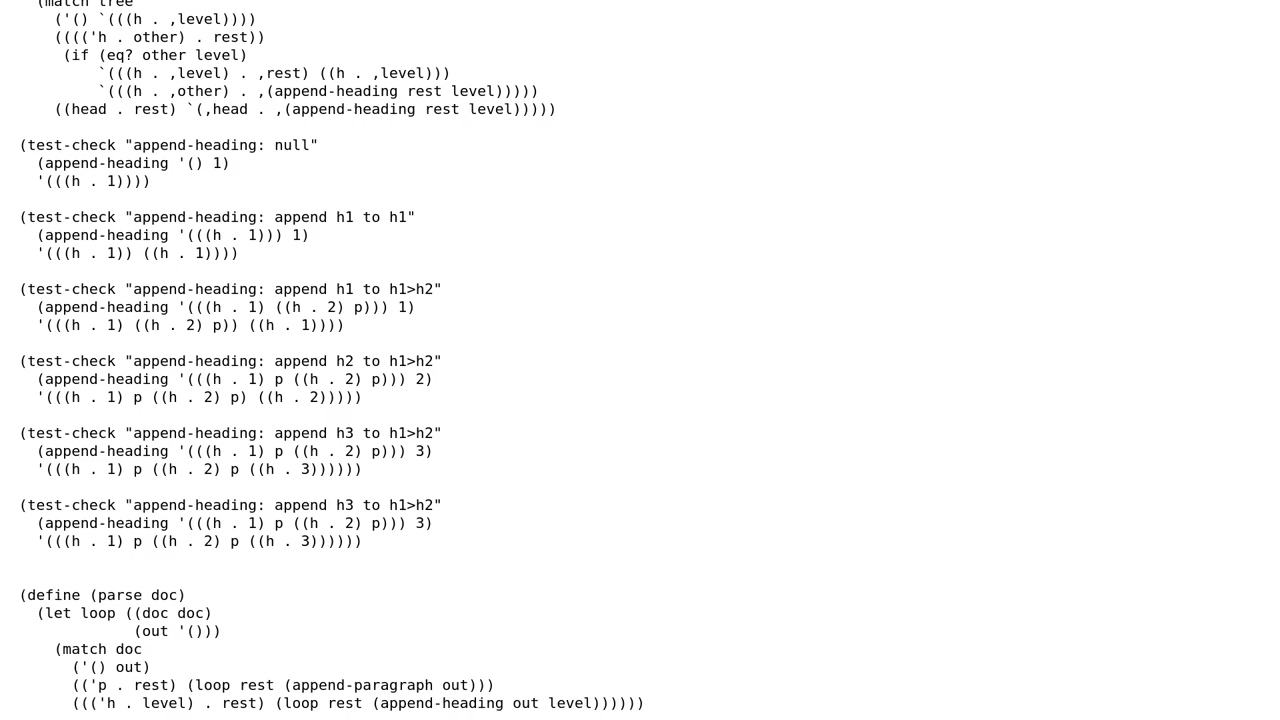 (match tree
('() `(((h . ,level))))
(((('h . other) . rest))
(if (eq? other level)
`(((h . ,level) . ,rest) ((h . ,level)))
`(((h . ,other) . ,(append-heading rest level)))))
((head . rest) `(,head . ,(append-heading rest level)))))
(test-check "append-heading: null"
(append-heading '() 1)
'(((h . 1))))
(test-check "append-heading: append h1 to h1"
(append-heading '(((h . 1))) 1)
'(((h . 1)) ((h . 1))))
(test-check "append-heading: append h1 to h1>h2"
(append-heading '(((h . 1) ((h . 2) p))) 1)
'(((h . 1) ((h . 2) p)) ((h . 1))))
(test-check "append-heading: append h2 to h1>h2"
(append-heading '(((h . 1) p ((h . 2) p))) 2)
'(((h . 1) p ((h . 2) p) ((h . 2)))))
(test-check "append-heading: append h3 to h1>h2"
(append-heading '(((h . 1) p ((h . 2) p))) 3)
'(((h . 1) p ((h . 2) p ((h . 3))))))
(test-check "append-heading: append h3 to h1>h2"
(append-heading '(((h . 1) p ((h . 2) p))) 3)
'(((h . 1) p ((h . 2) p ((h . 3))))))
(define (parse doc)
(let loop ((doc doc)
(out '()))
(match doc
('() out)
(('p . rest) (loop rest (append-paragraph out)))
((('h . level) . rest) (loop rest (append-heading out level))))))